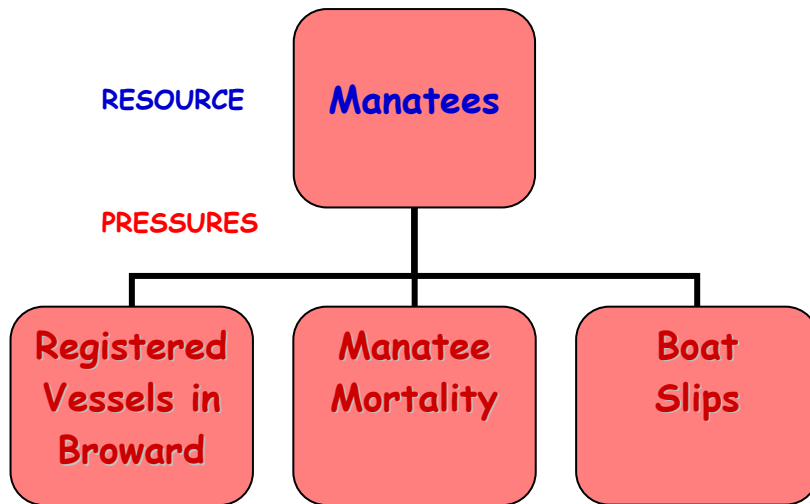 RESOURCE
Manatees
PRESSURES
Registered
Vessels in
Broward
Manatee
Mortality
Boat
Slips